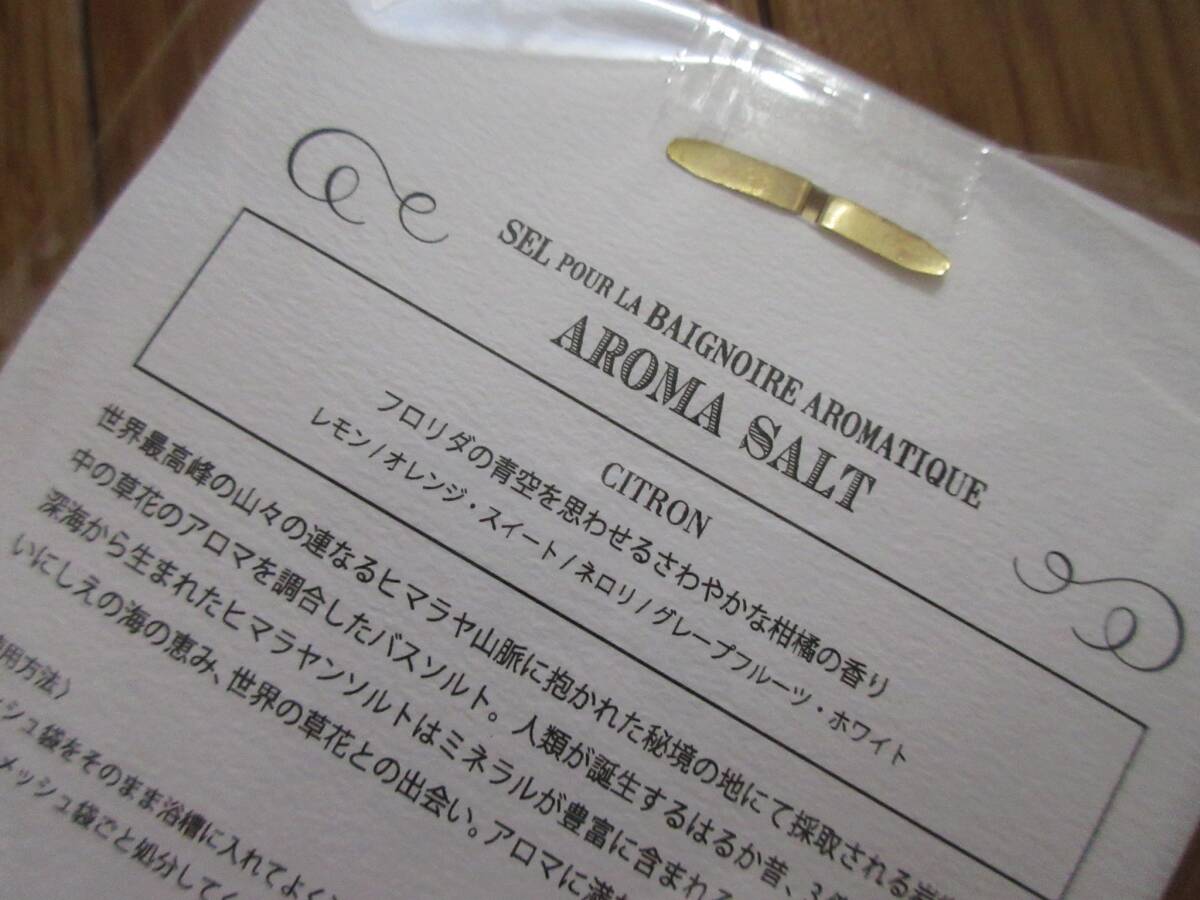 SEL POUR LA BAIGNOIRE AROMATIQUE
AROMA SALT
CITRON
フロリダの青空を思わせるさわやかな柑橘の香り
レモン/オレンジ・スイート/ネロリ/グレープフルーツ・ホワイト
世界最高峰の山々の連なるヒマラヤ山脈に抱かれた秘境の地にて採取される岩
中の草花のアロマを調合したバスソルト。人類が誕生するはるか昔、3億
深海から生まれたヒマラヤンソルトはミネラルが豊富に含まれる
いにしえの海の恵み、世界の草花との出会い。アロマに満た
用方法〉
シュ袋をそのまま浴槽に入れてよく
メッシュ袋ごと処分して